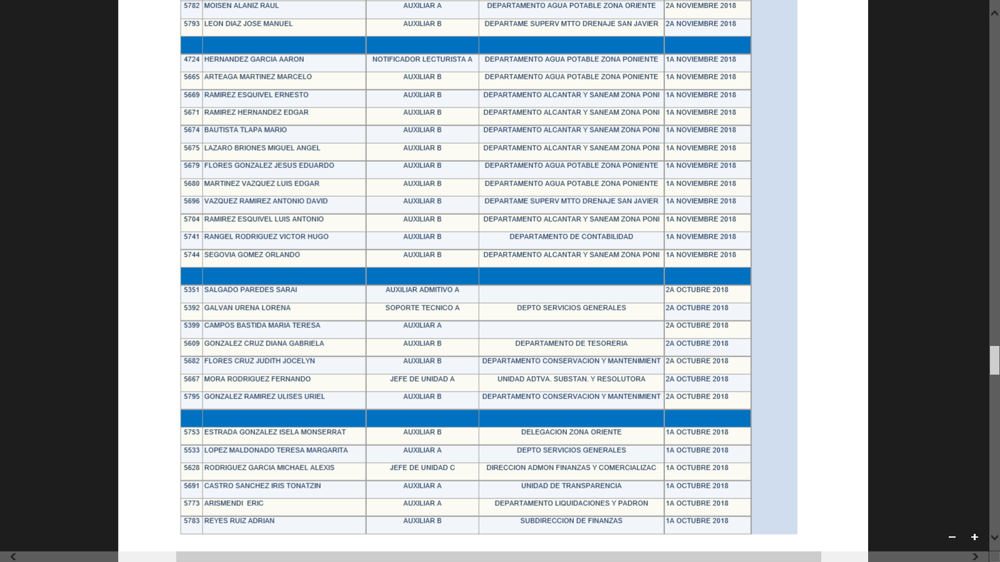 5782 MOISEN ALANIZ RAUL AUXILIAR A DEPARTAMENTO AGUA POTABLE ZONA ORIENTE 2A NOVIEMBRE 2018
5793 LEON DIAZ JOSE MANUEL AUXILIAR B DEPARTAME SUPERV MTTO DRENAJE SAN JAVIER 2A NOVIEMBRE 2018
4724 HERNANDEZ GARCIA AARON NOTIFICADOR LECTURISTA A DEPARTAMENTO AGUA POTABLE ZONA PONIENTE 1A NOVIEMBRE 2018
5665 ARTEAGA MARTINEZ MARCELO AUXILIAR B DEPARTAMENTO AGUA POTABLE ZONA PONIENTE 1A NOVIEMBRE 2018
5669 RAMIREZ ESQUIVEL ERNESTO AUXILIAR B DEPARTAMENTO ALCANTAR Y SANEAM ZONA PONI 1A NOVIEMBRE 2018
5671 RAMIREZ HERNANDEZ EDGAR AUXILIAR B DEPARTAMENTO ALCANTAR Y SANEAM ZONA PONI 1A NOVIEMBRE 2018
5674 BAUTISTA TLAPA MARIO AUXILIAR B DEPARTAMENTO ALCANTAR Y SANEAM ZONA PONI 1A NOVIEMBRE 2018
5675 LAZARO BRIONES MIGUEL ANGEL AUXILIAR B DEPARTAMENTO ALCANTAR Y SANEAM ZONA PONI 1A NOVIEMBRE 2018
5679 FLORES GONZALEZ JESUS EDUARDO AUXILIAR B DEPARTAMENTO AGUA POTABLE ZONA PONIENTE 1A NOVIEMBRE 2018
5680 MARTINEZ VAZQUEZ LUIS EDGAR AUXILIAR B DEPARTAMENTO AGUA POTABLE ZONA PONIENTE 1A NOVIEMBRE 2018
5696 VAZQUEZ RAMIREZ ANTONIO DAVID AUXILIAR B DEPARTAME SUPERV MTTO DRENAJE SAN JAVIER 1A NOVIEMBRE 2018
5704 RAMIREZ ESQUIVEL LUIS ANTONIO AUXILIAR B DEPARTAMENTO ALCANTAR Y SANEAM ZONA PONI 1A NOVIEMBRE 2018
5741 RANGEL RODRIGUEZ VICTOR HUGO AUXILIAR B DEPARTAMENTO DE CONTABILIDAD 1A NOVIEMBRE 2018
5744 SEGOVIA GOMEZ ORLANDO AUXILIAR B DEPARTAMENTO ALCANTAR Y SANEAM ZONA PONI 1A NOVIEMBRE 2018
5351 SALGADO PAREDES SARAI AUXILIAR ADMITIVO A 2A OCTUBRE 2018
5392 GALVAN URENA LORENA SOPORTE TECNICO A DEPTO SERVICIOS GENERALES 2A OCTUBRE 2018
5399 CAMPOS BASTIDA MARIA TERESA AUXILIAR A 2A OCTUBRE 2018
5609 GONZALEZ CRUZ DIANA GABRIELA AUXILIAR B DEPARTAMENTO DE TESORERIA 2A OCTUBRE 2018
5682 FLORES CRUZ JUDITH JOCELYN AUXILIAR B DEPARTAMENTO CONSERVACION Y MANTENIMIENT 2A OCTUBRE 2018
5667 MORA RODRIGUEZ FERNANDO JEFE DE UNIDAD A UNIDAD ADTVA. SUBSTAN. Y RESOLUTORA 2A OCTUBRE 2018
5795 GONZALEZ RAMIREZ ULISES URIEL AUXILIAR B DEPARTAMENTO CONSERVACION Y MANTENIMIENT 2A OCTUBRE 2018
5753 ESTRADA GONZALEZ ISELA MONSERRAT AUXILIAR B DELEGACION ZONA ORIENTE 1A OCTUBRE 2018
5533 LOPEZ MALDONADO TERESA MARGARITA AUXILIAR A DEPTO SERVICIOS GENERALES 1A OCTUBRE 2018
5628 RODRIGUEZ GARCIA MICHAEL ALEXIS JEFE DE UNIDAD C DIRECCION ADMON FINANZAS Y COMERCIALIZAC 1A OCTUBRE 2018
5691 CASTRO SANCHEZ IRIS TONATZIN AUXILIAR A UNIDAD DE TRANSPARENCIA 1A OCTUBRE 2018
5773 ARISMENDI ERIC AUXILIAR A DEPARTAMENTO LIQUIDACIONES Y PADRON 1A OCTUBRE 2018
5783 REYES RUIZ ADRIAN AUXILIAR B SUBDIRECCION DE FINANZAS 1A OCTUBRE 2018